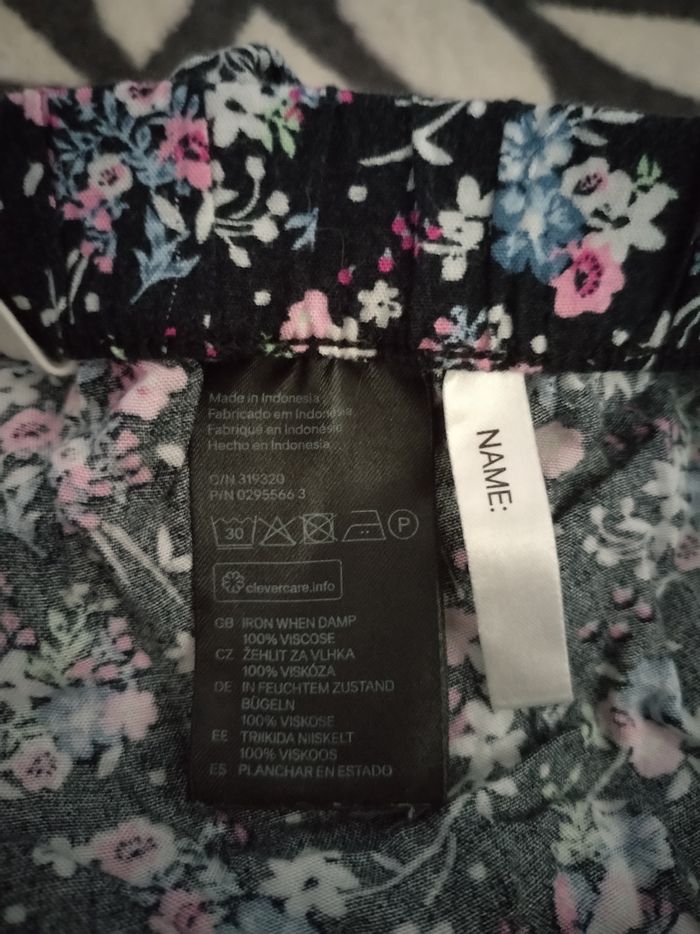 Made in Indonesia
Fabricado em Indonésia
Fabriqué en Indonésie
Hecho en Indonesia
O/N 319320
P/N 0295566 3
30 P
clevercare.info
GB IRON WHEN DAMP
100% VISCOSE
CZ ŽEHLIT ZA VLHKA
100% VISKÓZA
DE IN FEUCHTEM ZUSTAND
BÜGELN
100% VISKOSE
EE TRIIKIDA NIISKELT
100% VISKOOS
ES PLANCHAR EN ESTADO
NAME: